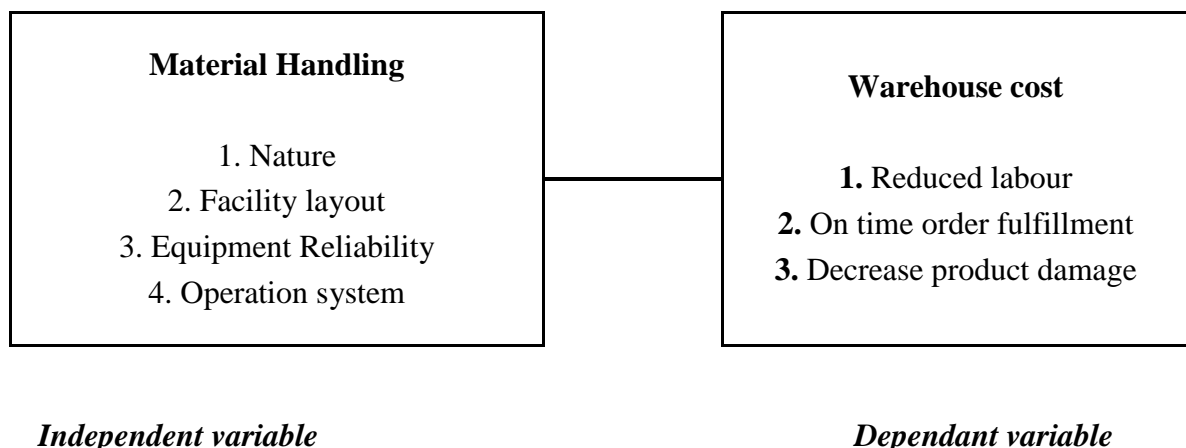 Material Handling
1. Nature
2. Facility layout
3. Equipment Reliability
4. Operation system
Warehouse cost
1. Reduced labour
2. On time order fulfillment
3. Decrease product damage
Independent variable
Dependant variable